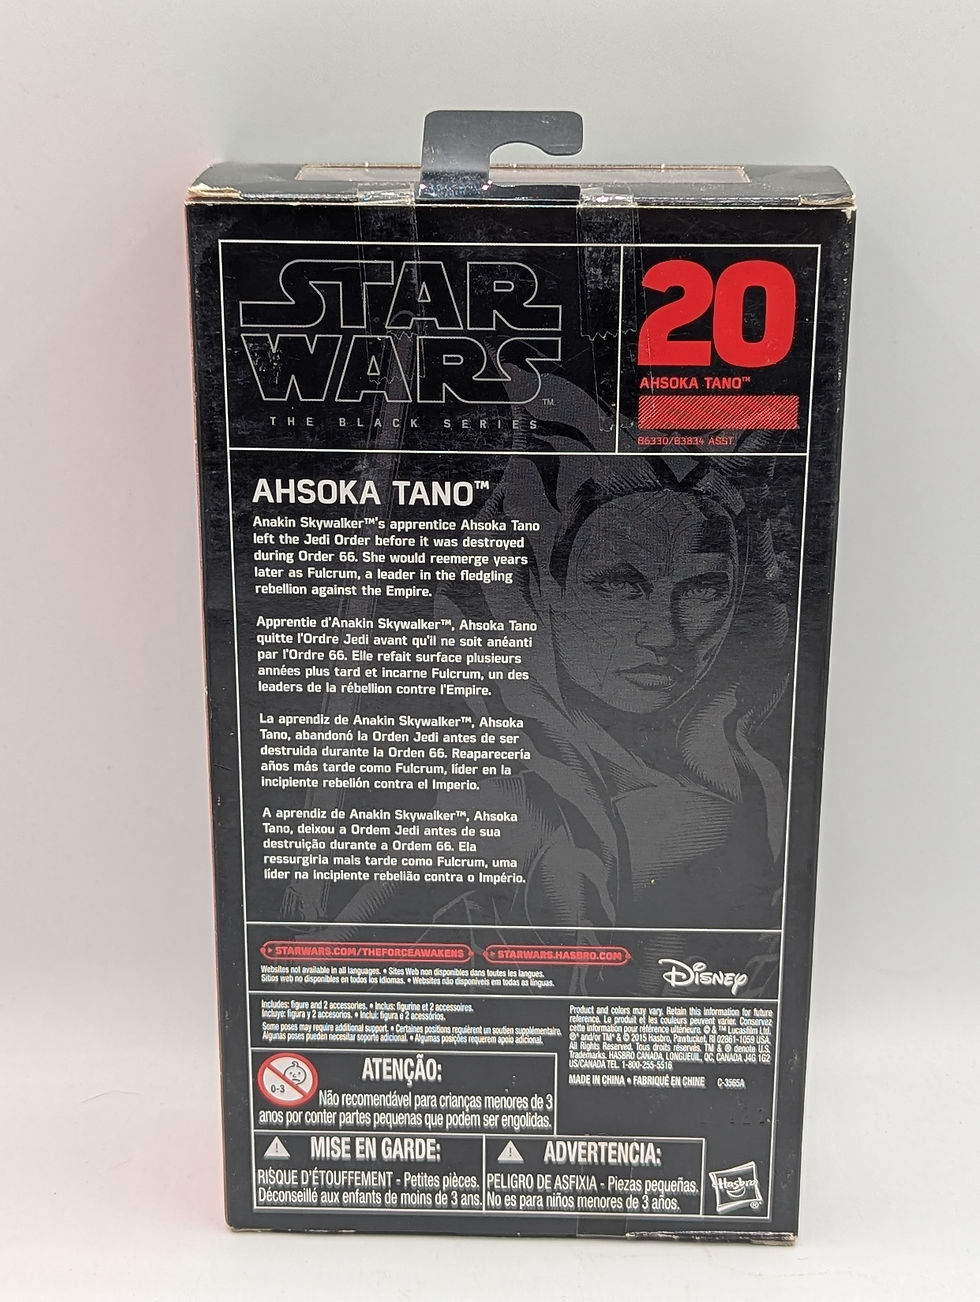 STAR
WARS™
THE BLACK SERIES
20
AHSOKA TANO™
B6330/B3834 ASST.
AHSOKA TANO™
Anakin Skywalker™'s apprentice Ahsoka Tano
left the Jedi Order before it was destroyed
during Order 66. She would reemerge years
later as Fulcrum, a leader in the fledgling
rebellion against the Empire.
Apprentie d'Anakin Skywalker™, Ahsoka Tano
quitte l'Ordre Jedi avant qu'il ne soit anéanti
par l'Ordre 66. Elle refait surface plusieurs
années plus tard et incarne Fulcrum, un des
leaders de la rébellion contre l'Empire.
La aprendiz de Anakin Skywalker™, Ahsoka
Tano, abandonó la Orden Jedi antes de ser
destruida durante la Orden 66. Reaparecería
años más tarde como Fulcrum, líder en la
incipiente rebelión contra el Imperio.
A aprendiz de Anakin Skywalker™, Ahsoka
Tano, deixou a Ordem Jedi antes de sua
destruição durante a Ordem 66. Ela
ressurgiria mais tarde como Fulcrum, uma
líder na incipiente rebelião contra o Império.
STARWARS.COM/THEFORCEAWAKENS
STARWARS.HASBRO.COM
Websites not available in all languages. • Sites Web non disponibles dans toutes les langues.
Sitios web no disponibles en todos los idiomas. • Websites não disponíveis em todas as línguas.
Disney
Includes: figure and 2 accessories. • Inclus: figurine et 2 accessoires.
Incluye: figura y 2 accesorios. • Inclui: figura e 2 acessórios.
Some poses may require additional support. • Certaines positions requièrent un soutien supplémentaire.
Algunas poses pueden necesitar soporte adicional. • Algumas posições requerem apoio adicional.
Product and colors may vary. Retain this information for future
reference. Le produit et les couleurs peuvent varier. Conservez
cette information pour référence ultérieure. © & ™ Lucasfilm Ltd.
®* and/or TM* & © 2015 Hasbro, Pawtucket, RI 02861-1059 USA.
All Rights Reserved. Tous droits réservés. TM & ® denote U.S.
Trademarks. HASBRO CANADA, LONGUEUIL, QC, CANADA J4G 1G2
US/CANADA TEL. 1-800-255-5516
MADE IN CHINA • FABRIQUÉ EN CHINE C-3565A
0-3
ATENÇÃO:
Não recomendável para crianças menores de 3
anos por conter partes pequenas que podem ser engolidas.
MISE EN GARDE:
RISQUE D'ÉTOUFFEMENT - Petites pièces.
Déconseillé aux enfants de moins de 3 ans.
ADVERTENCIA:
PELIGRO DE ASFIXIA - Piezas pequeñas.
No es para niños menores de 3 años.
Hasbro®